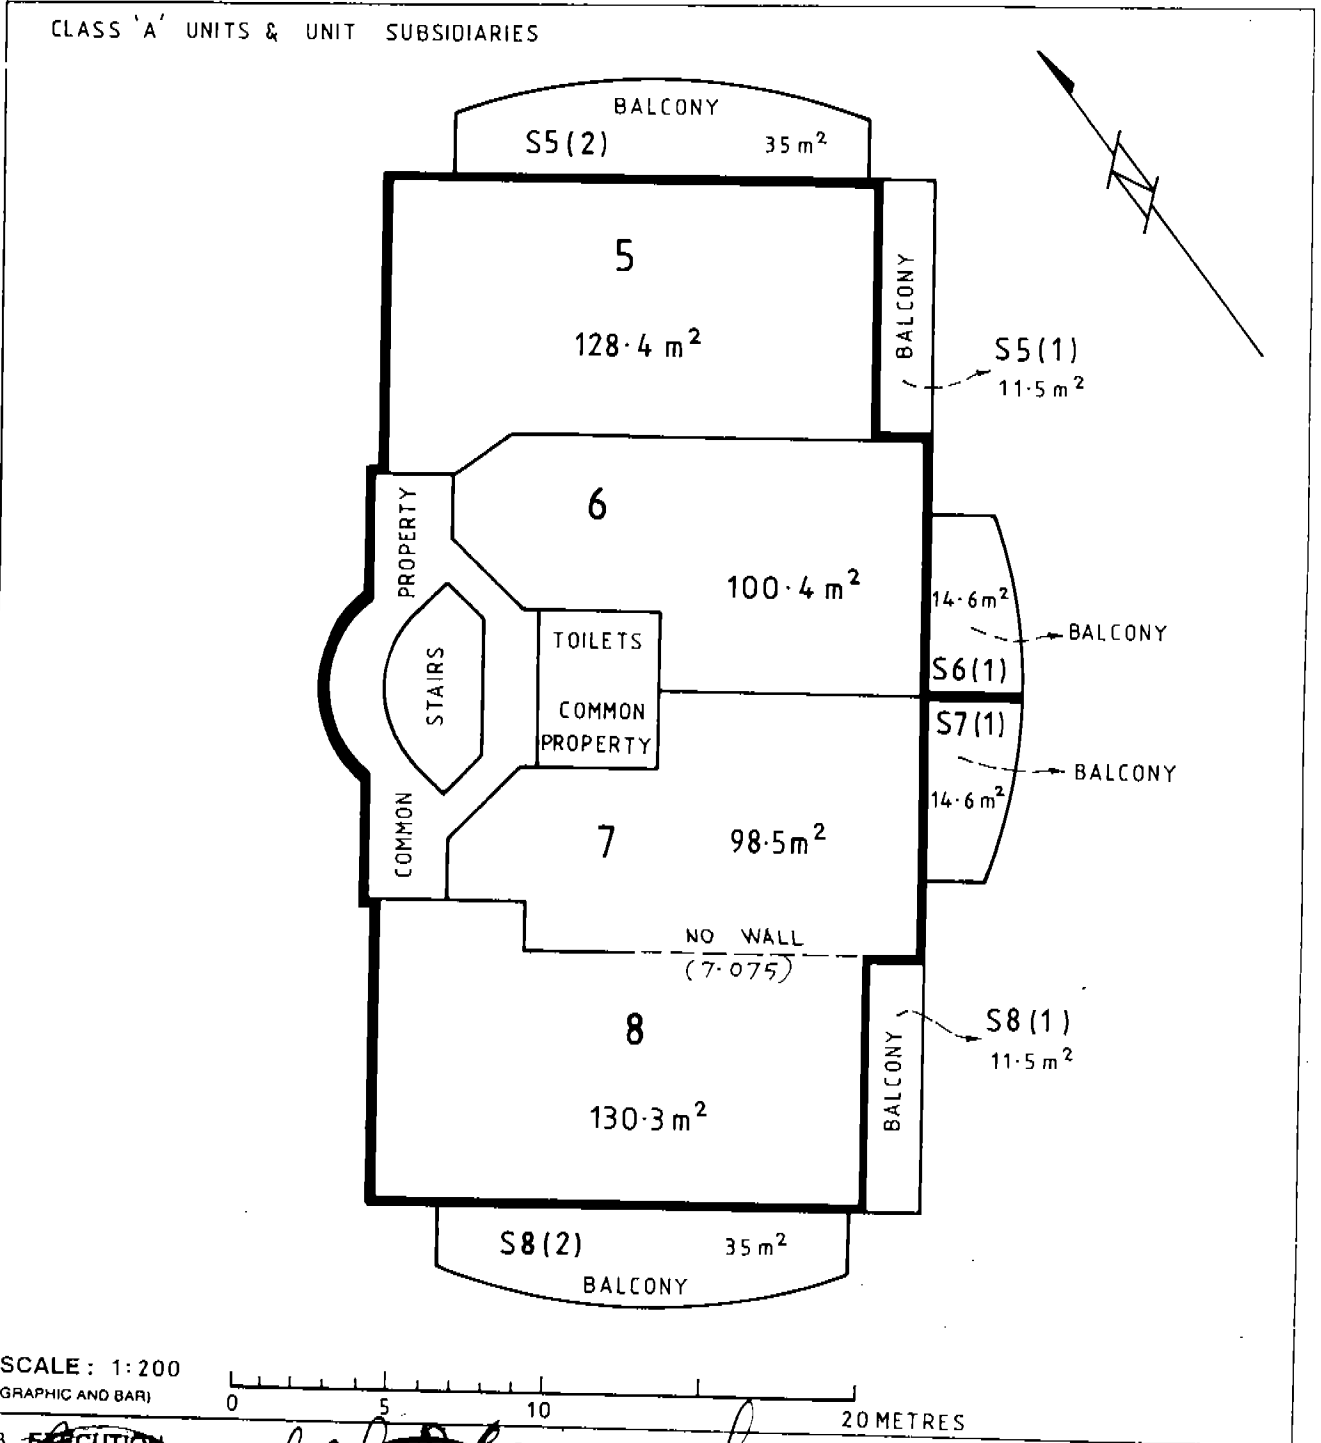 CLASS 'A' UNITS & UNIT SUBSIDIARIES
BALCONY
S5(2) 35 m²
5
128·4 m²
BALCONY
S5(1)
11·5 m²
PROPERTY
6
100·4 m²
14·6 m²
BALCONY
S6(1)
STAIRS
TOILETS
COMMON
PROPERTY
S7(1)
BALCONY
14·6 m²
COMMON
7 98·5 m²
NO WALL
(7·075)
8
130·3 m²
BALCONY
S8(1)
11·5 m²
S8(2) 35 m²
BALCONY
SCALE: 1:200
GRAPHIC AND BAR)
0 5 10 20 METRES